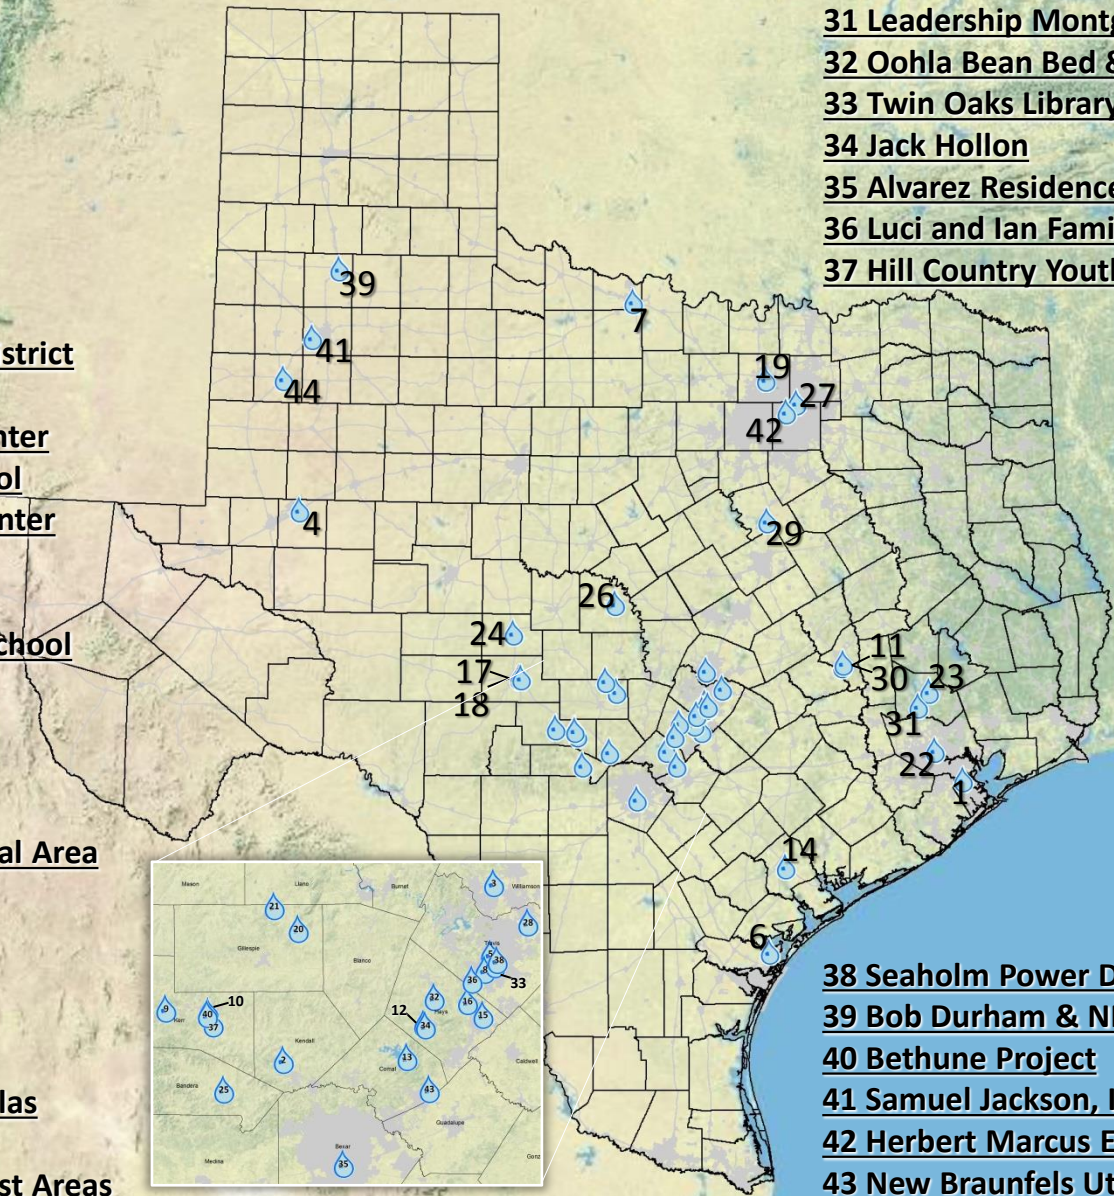 31 Leadership Montg
32 Oohla Bean Bed &
33 Twin Oaks Library
34 Jack Hollon
35 Alvarez Residence
36 Luci and Ian Fami
37 Hill Country Yout
strict
nter
ol
nter
chool
al Area
las
st Areas
39
7
41
44
19
27
42
4
29
26
24
17
18
11
30
23
31
22
1
14
6
Mason
Llano
Burnet
Williamson
3
21
20
28
Gillespie
Travis
5
38
8
33
Blanco
36
9
Kerr
10
40
37
32
Hays
16
15
12
34
Kendall
2
13
Comal
Caldwell
Bandera
25
43
Guadalupe
Bexar
Medina
35
Gonz
38 Seaholm Power D
39 Bob Durham & N
40 Bethune Project
41 Samuel Jackson,
42 Herbert Marcus E
43 New Braunfels Ut